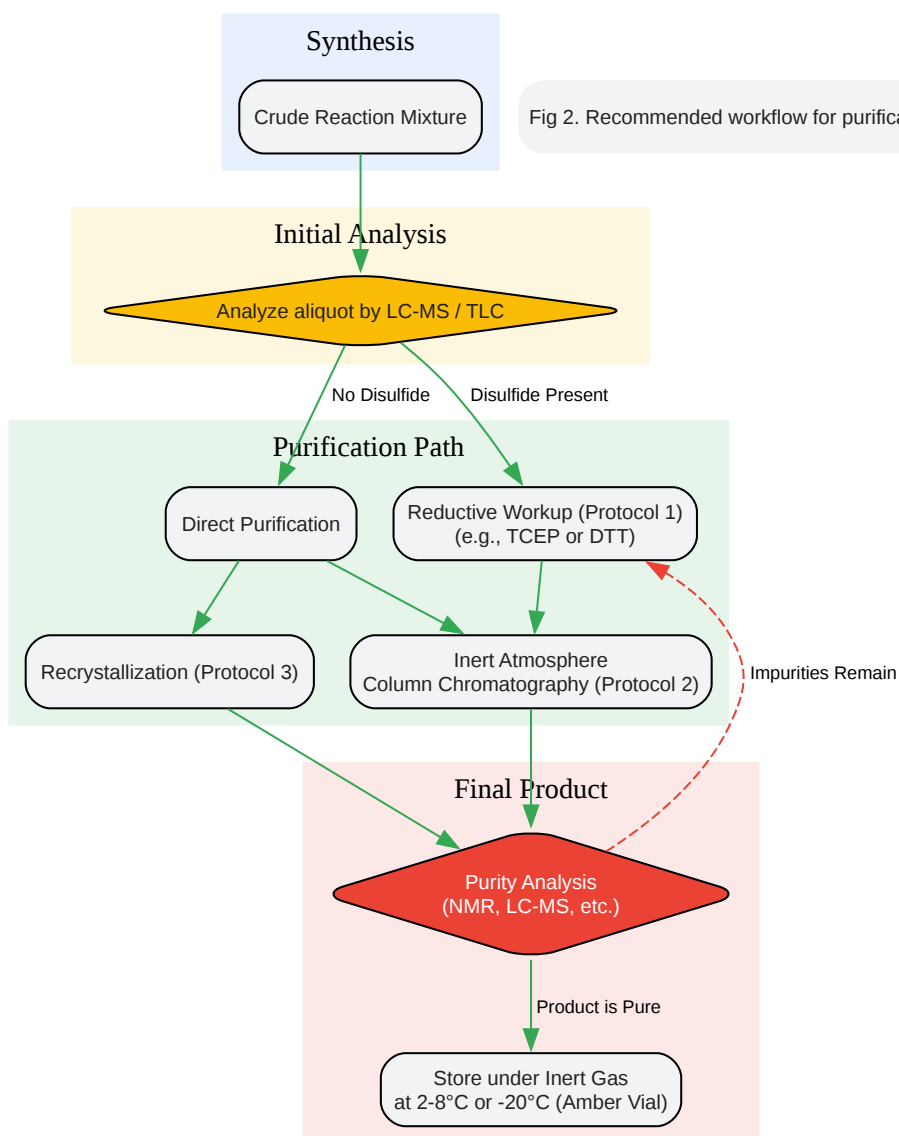 Synthesis
Crude Reaction Mixture
Fig 2. Recommended workflow for
Initial Analysis
Analyze aliquot by LC-MS / TLC
No Disulfide
Disulfide Present
Purification Path
Direct Purification
Reductive Workup (Protocol 1)
(e.g., TCEP or DTT)
Recrystallization (Protocol 3)
Inert Atmosphere
Column Chromatography (Protocol 2)
Impurities Remain
Final Product
Purity Analysis
(NMR, LC-MS, etc.)
Product is Pure
Store under Inert Gas
at 2-8°C or -20°C (Amber Vial)